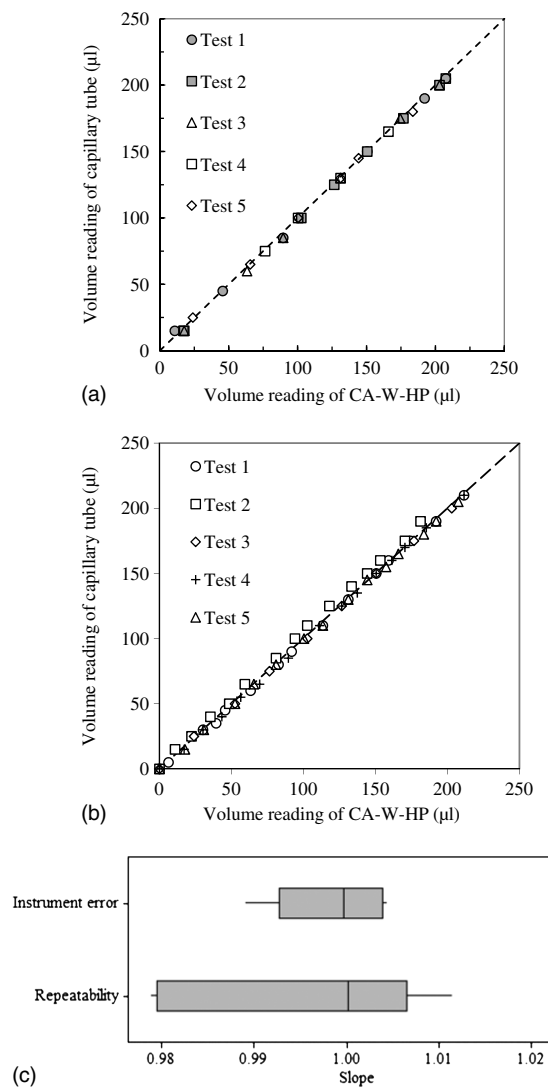 250
200
150
100
50
0
Volume reading of capillary tube (µl)
Test 1
Test 2
Test 3
Test 4
Test 5
0 50 100 150 200 250
(a)
Volume reading of CA-W-HP (µl)
250
200
150
100
50
0
Volume reading of capillary tube (µl)
Test 1
Test 2
Test 3
Test 4
Test 5
0 50 100 150 200 250
(b)
Volume reading of CA-W-HP (µl)
Instrument error
Repeatability
0.98 0.99 1.00 1.01 1.02
(c)
Slope